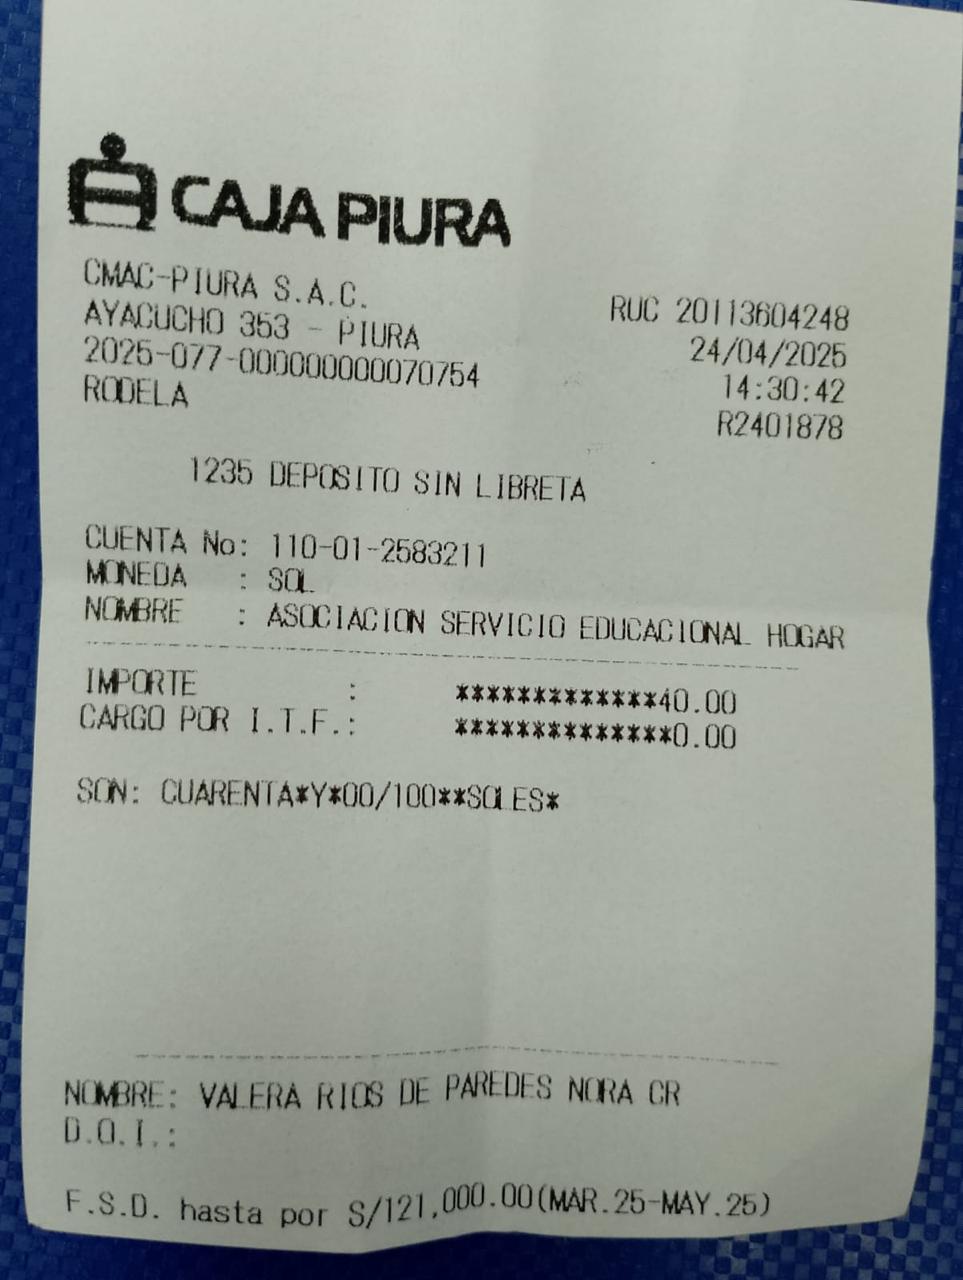 CAJA PIURA
CMAC-PIURA S.A.C.
AYACUCHO 353 - PIURA RUC 20113604248
2025-077-000000000070754 24/04/2025
RODELA 14:30:42
R2401878
1235 DEPOSITO SIN LIBRETA
CUENTA No: 110-01-2583211
MONEDA : SOL
NOMBRE : ASOCIACION SERVICIO EDUCACIONAL HOGAR
IMPORTE : *************40.00
CARGO POR I.T.F.: **************0.00
SON: CUARENTA*Y*00/100**SOLES*
NOMBRE: VALERA RIOS DE PAREDES NORA CR
D.O.I.:
F.S.D. hasta por S/121,000.00(MAR.25-MAY.25)